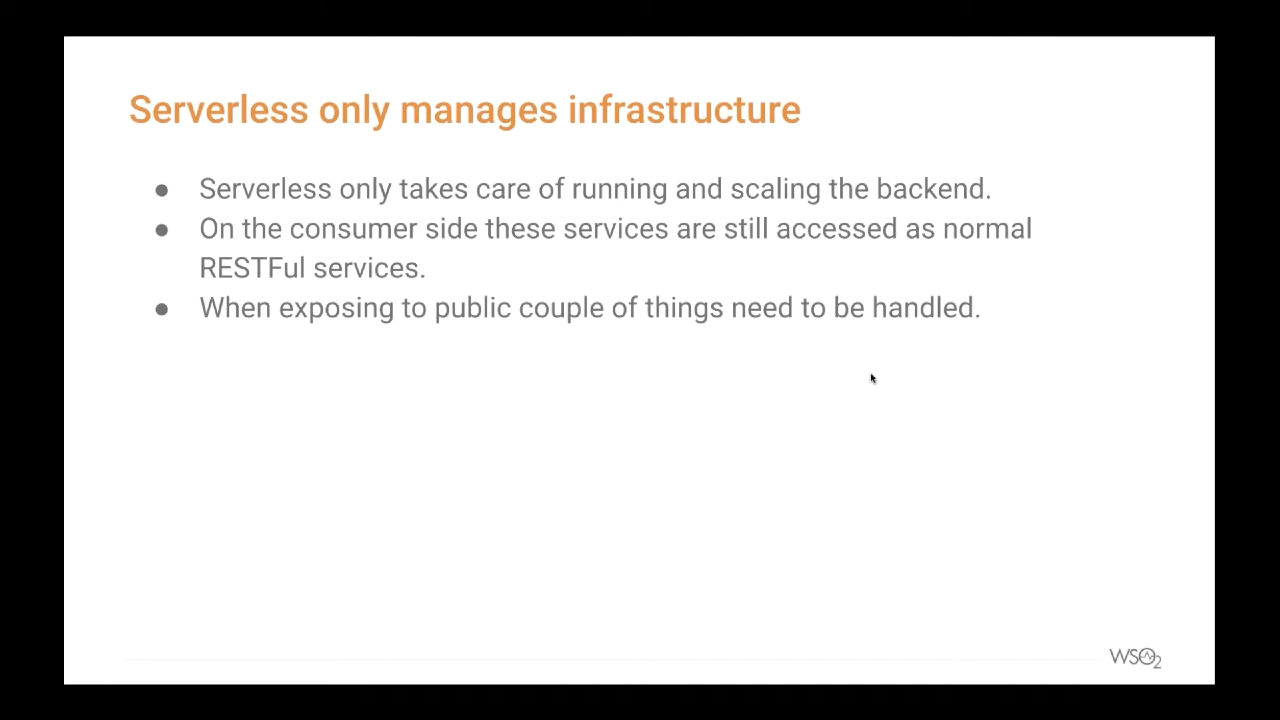 Serverless only manages infrastructure
● Serverless only takes care of running and scaling the backend.
● On the consumer side these services are still accessed as normal
RESTFul services.
● When exposing to public couple of things need to be handled.
WSO2